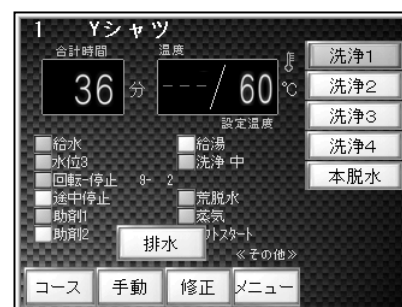 1 Yシャツ
合計時間 温度
36 分 ---/ 60 ℃
設定温度
給水 給湯
水位3 洗浄 中
回転-停止 9- 2
途中停止 荒脱水
助剤1 蒸気
助剤2 フトスタート
排水
≪その他≫
コース 手動 修正 メニュー
洗浄1
洗浄2
洗浄3
洗浄4
本脱水